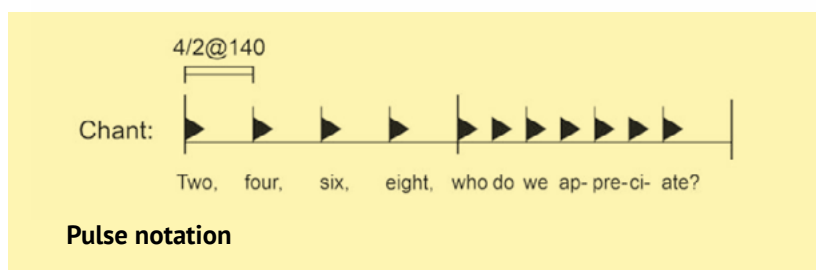 4/2@140
Chant:
Two, four, six, eight, who do we ap- pre-ci- ate?
Pulse notation